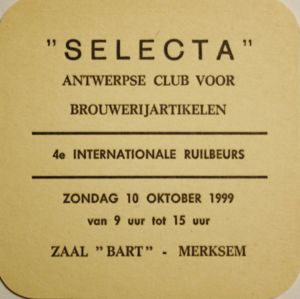 "SELECTA"
ANTWERPSE CLUB VOOR
BROUWERIJARTIKELEN
4e INTERNATIONALE RUILBEURS
ZONDAG 10 OKTOBER 1999
van 9 uur tot 15 uur
ZAAL "BART" - MERKSEM